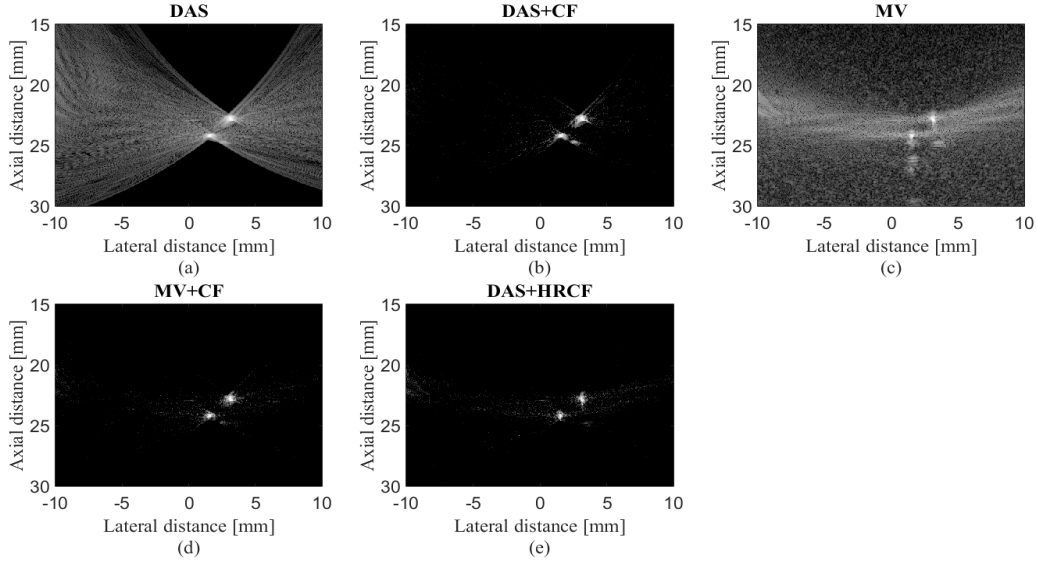 DAS
DAS+CF
MV
15
20
25
30
Axial distance [mm]
-10
-5
0
5
10
Lateral distance [mm]
(a)
15
20
25
30
Axial distance [mm]
-10
-5
0
5
10
Lateral distance [mm]
(b)
15
20
25
30
Axial distance [mm]
-10
-5
0
5
10
Lateral distance [mm]
(c)
MV+CF
DAS+HRCF
15
20
25
30
Axial distance [mm]
-10
-5
0
5
10
Lateral distance [mm]
(d)
15
20
25
30
Axial distance [mm]
-10
-5
0
5
10
Lateral distance [mm]
(e)